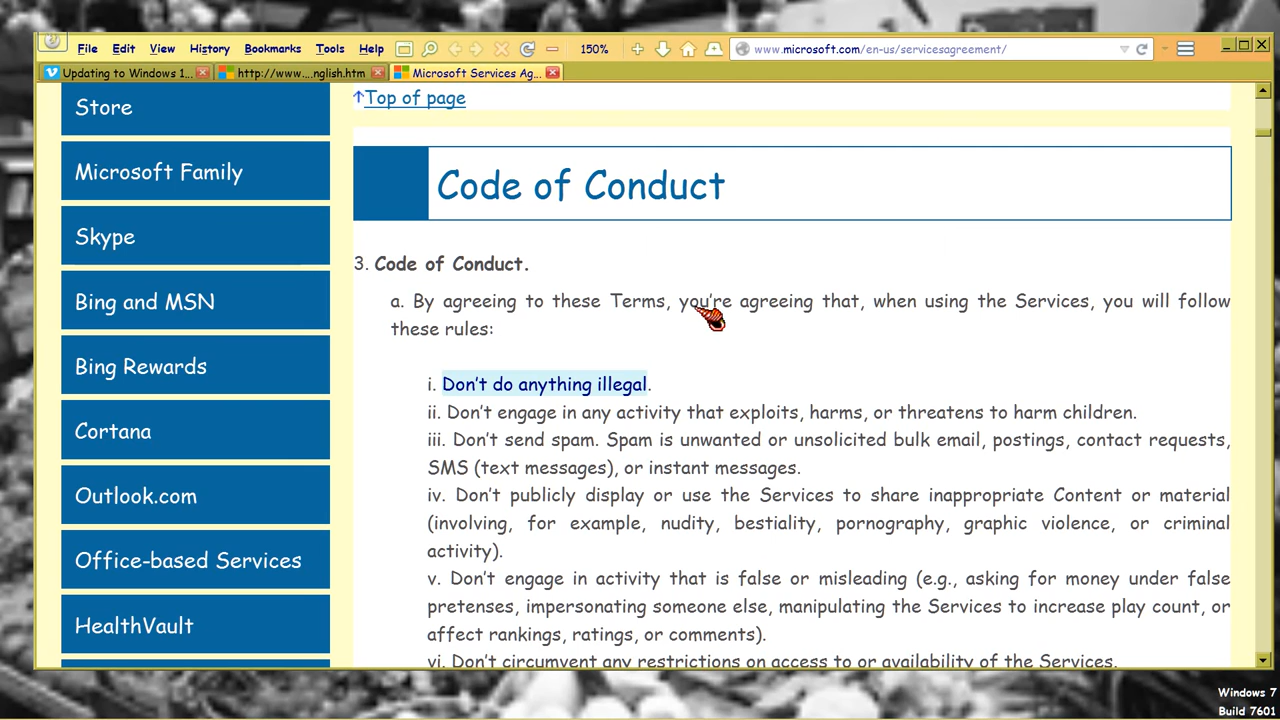 File Edit View History Bookmarks Tools Help 150% www.microsoft.com/en-us/servicesagreement/
Updating to Windows 1... http://www....nglish.htm Microsoft Services Ag...
Store
Microsoft Family
Skype
Bing and MSN
Bing Rewards
Cortana
Outlook.com
Office-based Services
HealthVault
↑Top of page
Code of Conduct
3. Code of Conduct.
a. By agreeing to these Terms, you're agreeing that, when using the Services, you will follow
these rules:
i. Don't do anything illegal.
ii. Don't engage in any activity that exploits, harms, or threatens to harm children.
iii. Don't send spam. Spam is unwanted or unsolicited bulk email, postings, contact requests,
SMS (text messages), or instant messages.
iv. Don't publicly display or use the Services to share inappropriate Content or material
(involving, for example, nudity, bestiality, pornography, graphic violence, or criminal
activity).
v. Don't engage in activity that is false or misleading (e.g., asking for money under false
pretenses, impersonating someone else, manipulating the Services to increase play count, or
affect rankings, ratings, or comments).
vi. Don't circumvent any restrictions on access to or availability of the Services.
Windows 7
Build 7601